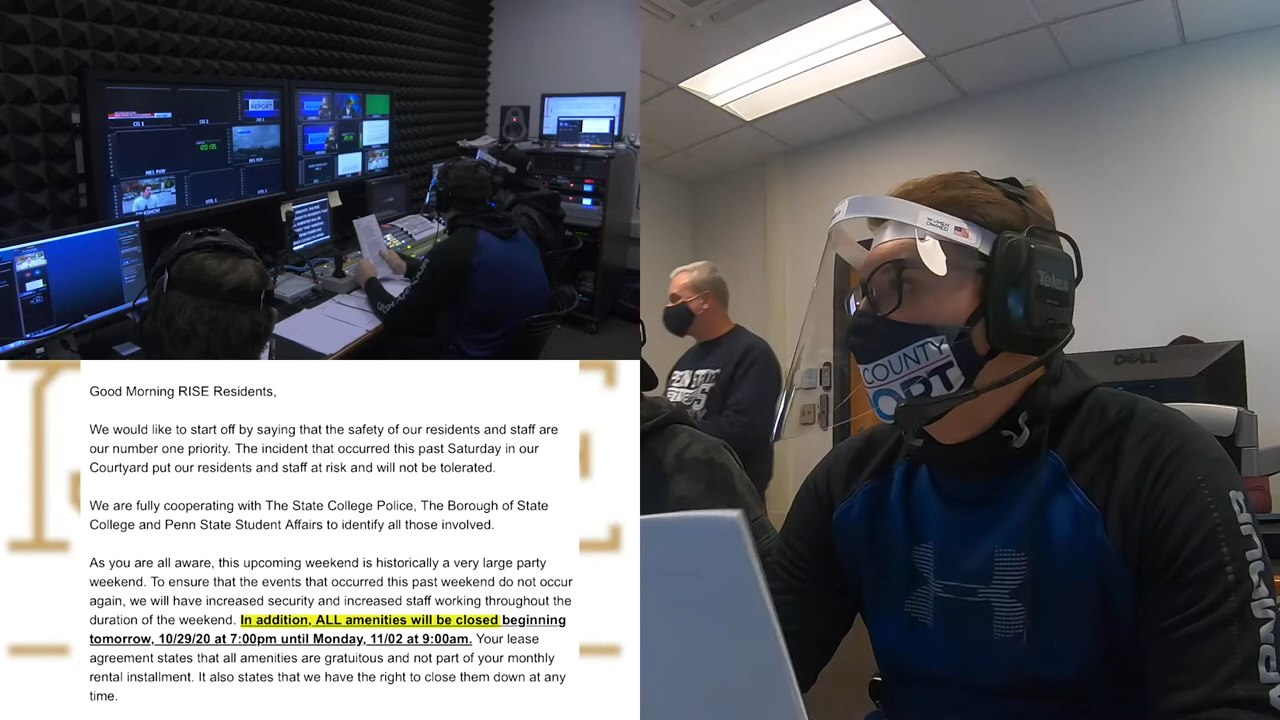 REPORT
CG 1
CG 2
Good Morning RISE Residents,
We would like to start off by saying that the safety of our residents and staff are
our number one priority. The incident that occurred this past Saturday in our
Courtyard put our residents and staff at risk and will not be tolerated.
We are fully cooperating with The State College Police, The Borough of State
College and Penn State Student Affairs to identify all those involved.
As you are all aware, this upcoming weekend is historically a very large party
weekend. To ensure that the events that occurred this past weekend do not occur
again, we will have increased security and increased staff working throughout the
duration of the weekend. In addition, ALL amenities will be closed beginning
tomorrow, 10/29/20 at 7:00pm until Monday, 11/02 at 9:00am. Your lease
agreement states that all amenities are gratuitous and not part of your monthly
rental installment. It also states that we have the right to close them down at any
time.
WOMEN
OWNED
Telex
COUNTY
DELL
PENN STATE